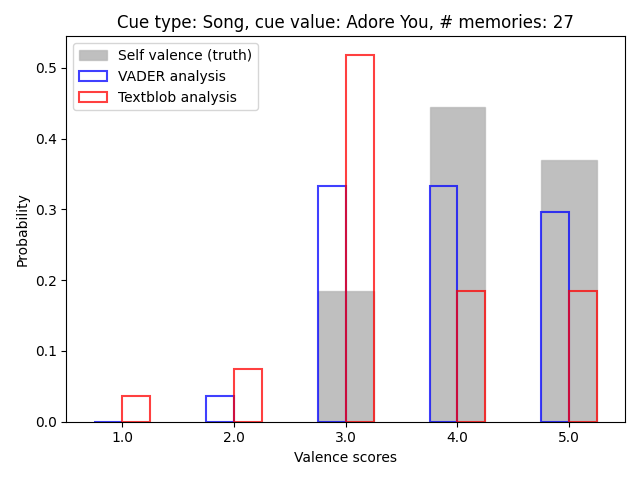 Cue type: Song, cue value: Adore You, # memories: 27
Self valence (truth)
VADER analysis
Textblob analysis
Probability
0.5
0.4
0.3
0.2
0.1
0.0
1.0 2.0 3.0 4.0 5.0
Valence scores